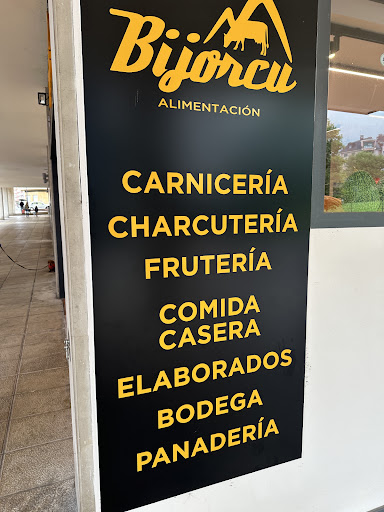 Bijorcu
ALIMENTACIÓN
CARNICERÍA
CHARCUTERÍA
FRUTERÍA
COMIDA
CASERA
ELABORADOS
BODEGA
PANADERÍA